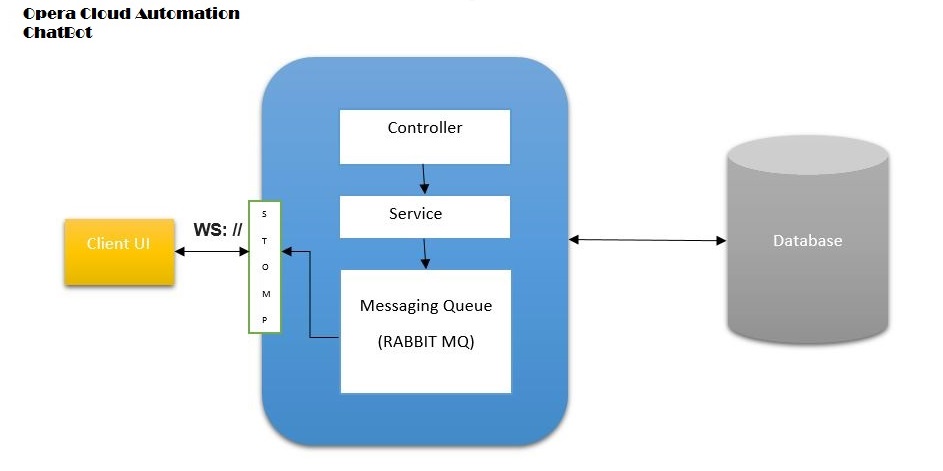 Opera Cloud Automation
ChatBot
Controller
Service
Messaging Queue
(RABBIT MQ)
S
T
O
M
P
WS: //
Client UI
Database